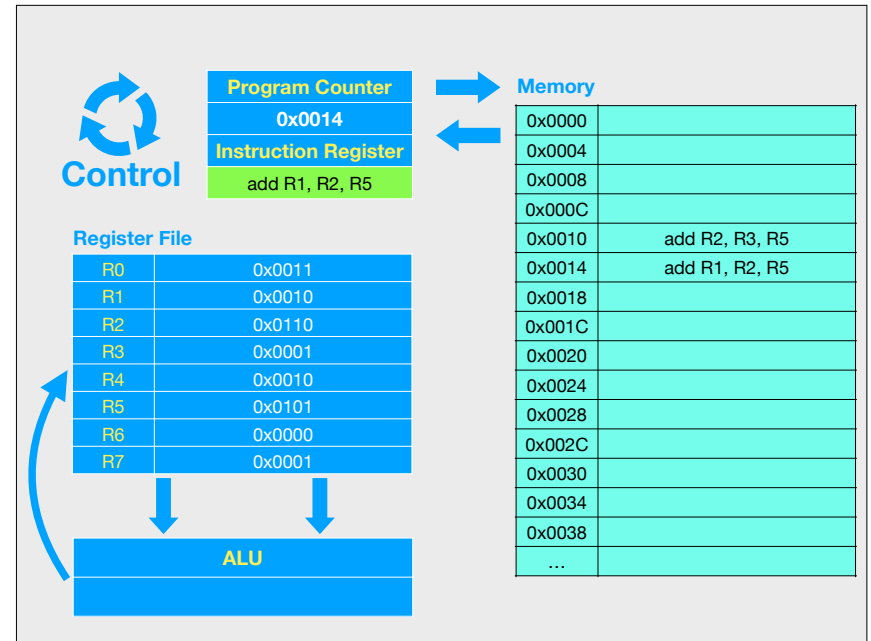 Program Counter
0x0014
Instruction Register
add R1, R2, R5
Control
Register File
R0 0x0011
R1 0x0010
R2 0x0110
R3 0x0001
R4 0x0010
R5 0x0101
R6 0x0000
R7 0x0001
ALU
Memory
0x0000
0x0004
0x0008
0x000C
0x0010 add R2, R3, R5
0x0014 add R1, R2, R5
0x0018
0x001C
0x0020
0x0024
0x0028
0x002C
0x0030
0x0034
0x0038
...